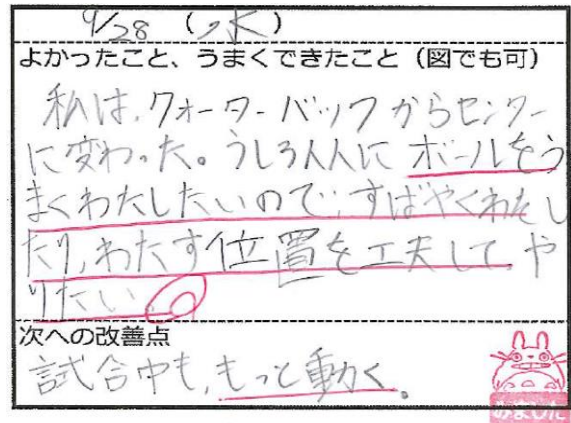 9/28 (水)
よかったこと、うまくできたこと（図でも可）
私は、クォーターバックからセンター
に変わった。うしろ人人にボールをう
まくわたしたいので、すばやくわたし
たり、わたす位置を工夫して、や
りたい。
次への改善点
試合中も、もっと動く。